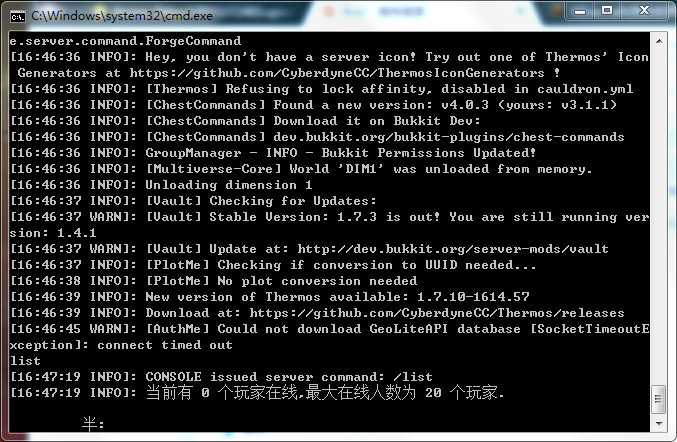 C:\Windows\system32\cmd.exe
e.server.command.ForgeCommand
[16:46:36 INFO]: Hey, you don't have a server icon! Try out one of Thermos' Icon
 Generators at https://github.com/CyberdyneCC/ThermosIconGenerators !
[16:46:36 INFO]: [Thermos] Refusing to lock affinity, disabled in cauldron.yml
[16:46:36 INFO]: [ChestCommands] Found a new version: v4.0.3 (yours: v3.1.1)
[16:46:36 INFO]: [ChestCommands] Download it on Bukkit Dev:
[16:46:36 INFO]: [ChestCommands] dev.bukkit.org/bukkit-plugins/chest-commands
[16:46:36 INFO]: GroupManager - INFO - Bukkit Permissions Updated!
[16:46:36 INFO]: [Multiverse-Core] World 'DIM1' was unloaded from memory.
[16:46:36 INFO]: Unloading dimension 1
[16:46:37 INFO]: [Vault] Checking for Updates:
[16:46:37 WARN]: [Vault] Stable Version: 1.7.3 is out! You are still running ver
sion: 1.4.1
[16:46:37 WARN]: [Vault] Update at: http://dev.bukkit.org/server-mods/vault
[16:46:37 INFO]: [PlotMe] Checking if conversion to UUID needed...
[16:46:38 INFO]: [PlotMe] No plot conversion needed
[16:46:39 INFO]: New version of Thermos available: 1.7.10-1614.57
[16:46:39 INFO]: Download at: https://github.com/CyberdyneCC/Thermos/releases
[16:46:45 WARN]: [AuthMe] Could not download GeoLiteAPI database [SocketTimeoutE
xception]: connect timed out
list
[16:47:19 INFO]: CONSOLE issued server command: /list
[16:47:19 INFO]: 当前有 0 个玩家在线,最大在线人数为 20 个玩家.
半: